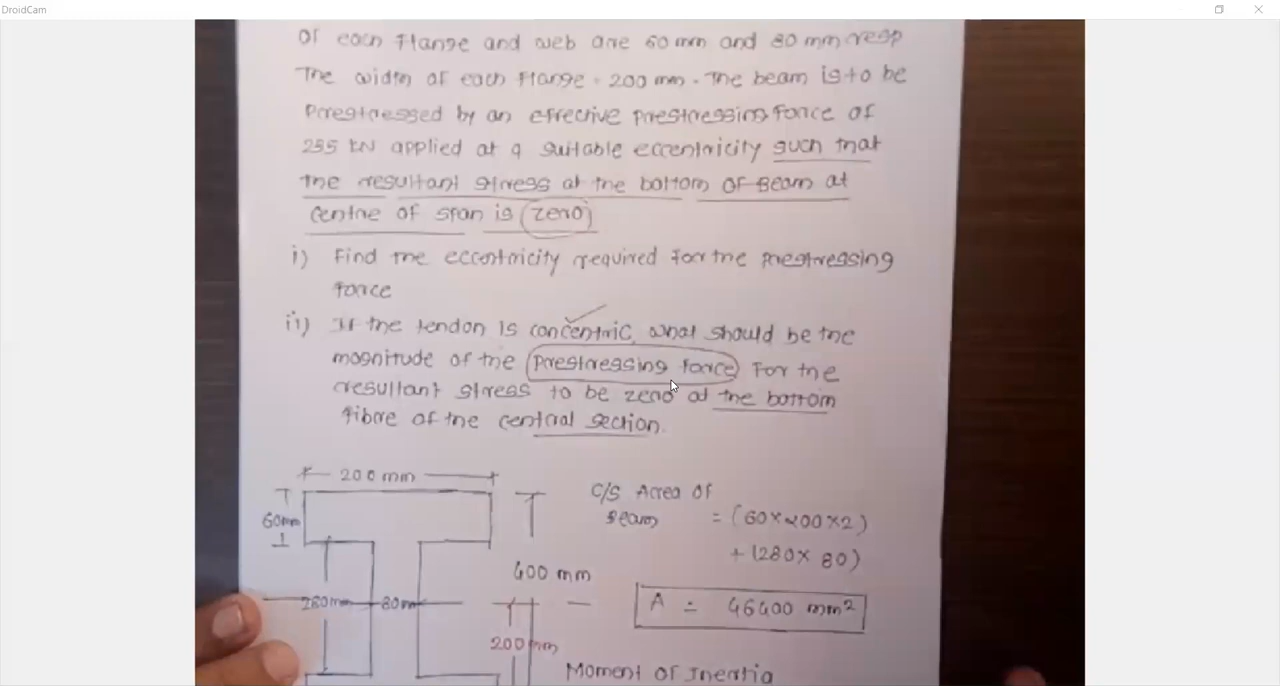 DroidCam
of each flange and web are 60 mm and 80 mm resp
The width of each flange = 200 mm. The beam is to be
Prestressed by an effective prestressing force of
235 kN applied at a suitable eccentricity such that
the resultant stress at the bottom of Beam at
centre of span is zero
i) Find the eccentricity required for the prestressing
force
ii) If the tendon is concentric, what should be the
magnitude of the prestressing force for the
resultant stress to be zero at the bottom
fibre of the central section.
200 mm
60mm
C/S Area of
Beam = (60×200×2)
+ (280× 80)
400 mm
A = 46400 mm²
280mm
80mm
200 mm
Moment of Inertia